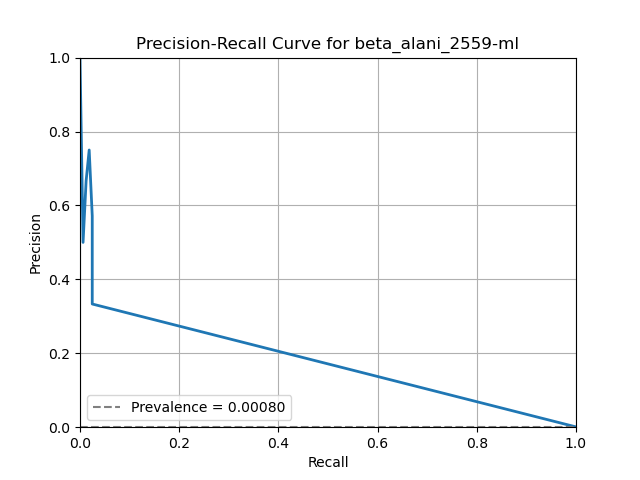 Precision-Recall Curve for beta_alani_2559-ml
1.0
0.8
0.6
0.4
0.2
0.0
Precision
Prevalence = 0.00080
0.0 0.2 0.4 0.6 0.8 1.0
Recall